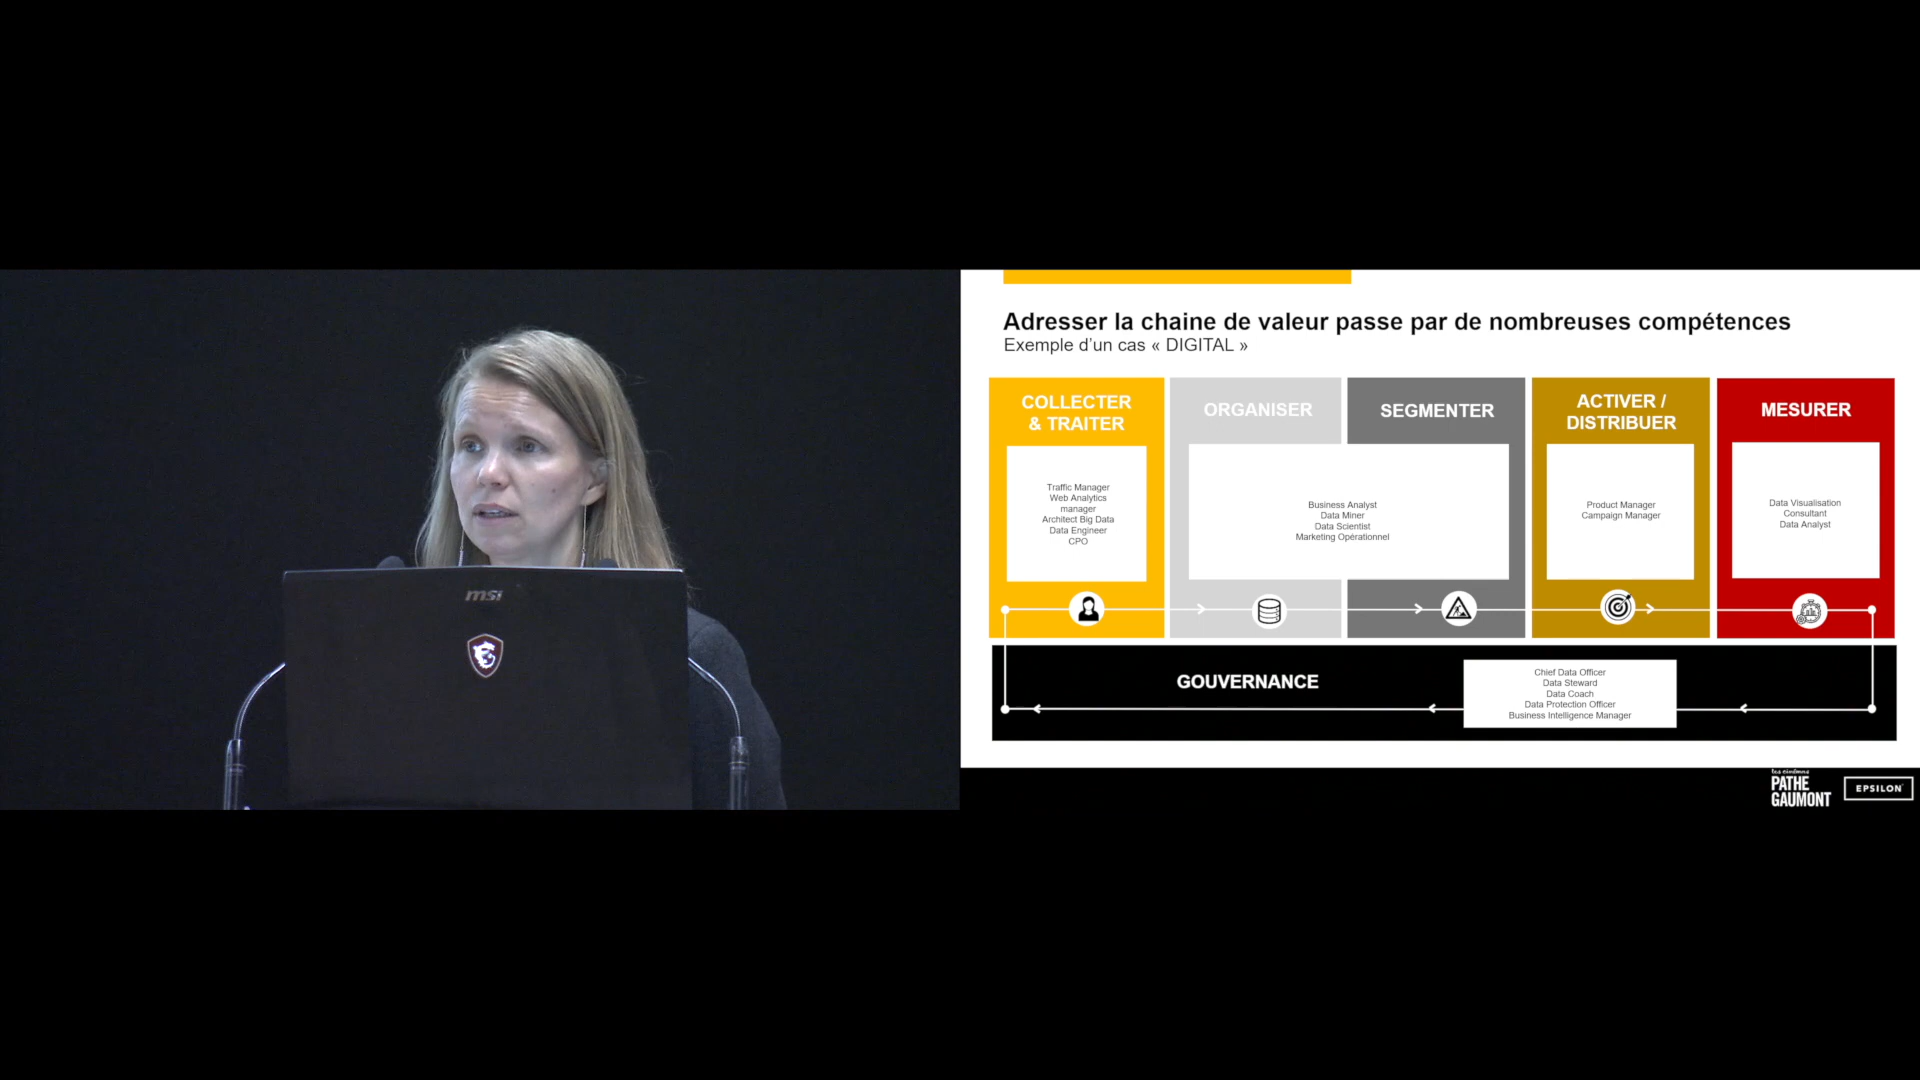 msi
Adresser la chaine de valeur passe par de nombreuses compétences
Exemple d'un cas « DIGITAL »
COLLECTER
& TRAITER
Traffic Manager
Web Analytics
manager
Architect Big Data
Data Engineer
CPO
ORGANISER
SEGMENTER
Business Analyst
Data Miner
Data Scientist
Marketing Opérationnel
ACTIVER /
DISTRIBUER
Product Manager
Campaign Manager
MESURER
Data Visualisation
Consultant
Data Analyst
GOUVERNANCE
Chief Data Officer
Data Steward
Data Coach
Data Protection Officer
Business Intelligence Manager
les cinémas
PATHE
GAUMONT
EPSILON